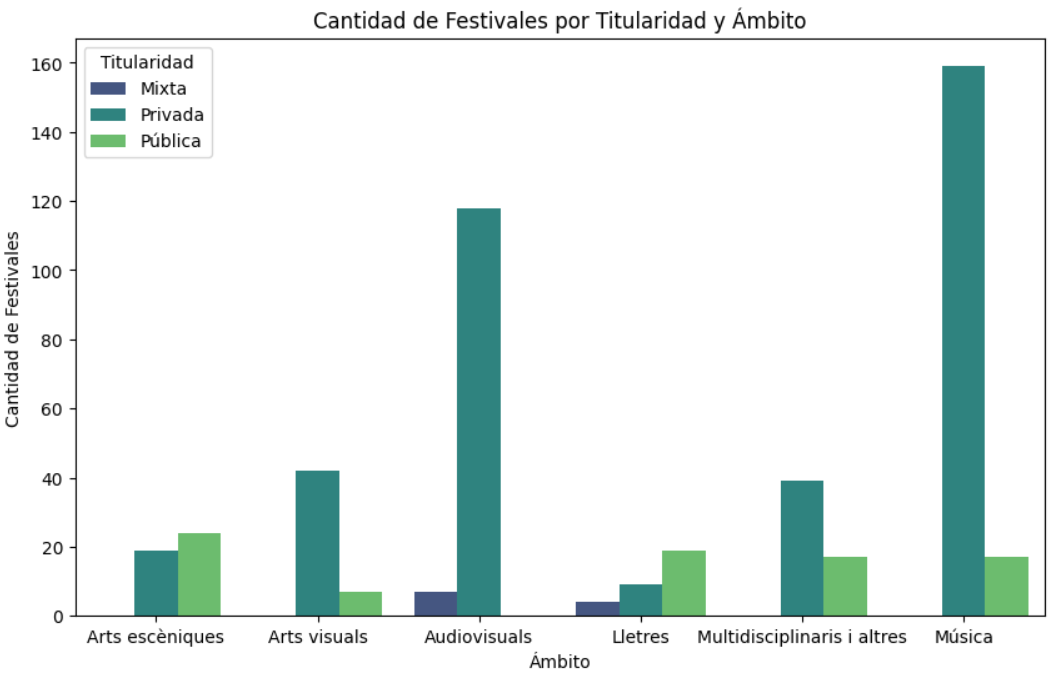 Cantidad de Festivales por Titularidad y Ámbito
Titularidad
Mixta
Privada
Pública
Cantidad de Festivales
160
140
120
100
80
60
40
20
0
Arts escèniques
Arts visuals
Audiovisuals
Lletres
Multidisciplinaris i altres
Música
Ámbito